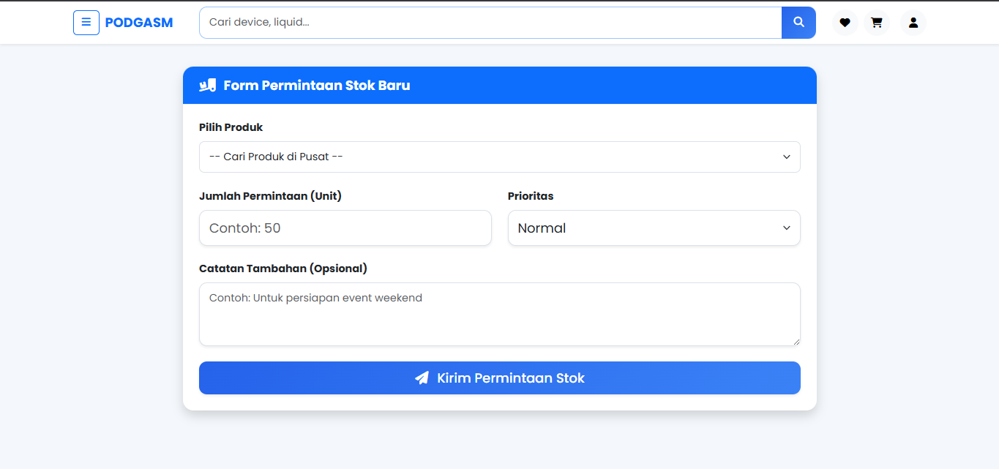 PODGASM
Cari device, liquid...
Form Permintaan Stok Baru
Pilih Produk
-- Cari Produk di Pusat --
Jumlah Permintaan (Unit)
Prioritas
Contoh: 50
Normal
Catatan Tambahan (Opsional)
Contoh: Untuk persiapan event weekend
Kirim Permintaan Stok